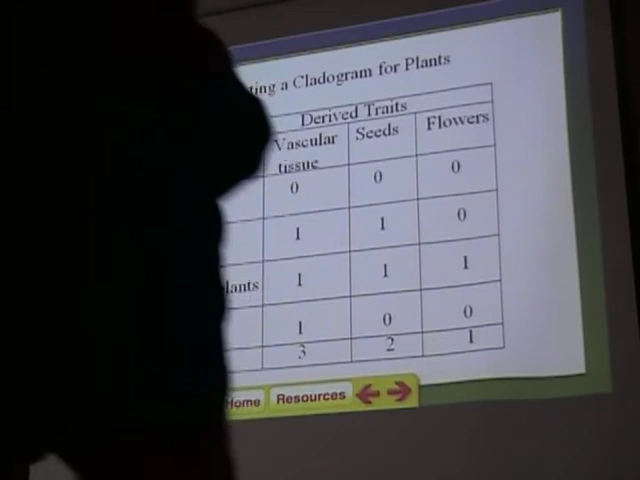 ting a Cladogram for Plants
Derived Traits
Vascular tissue Seeds Flowers
0 0 0
1 1 0
lants 1 1 1
1 0 0
3 2 1
Home Resources